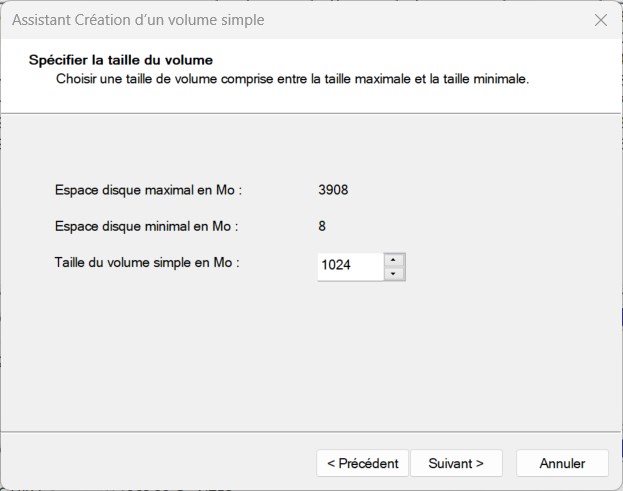 Assistant Création d'un volume simple
Spécifier la taille du volume
Choisir une taille de volume comprise entre la taille maximale et la taille minimale.
Espace disque maximal en Mo : 3908
Espace disque minimal en Mo : 8
Taille du volume simple en Mo : 1024
< Précédent Suivant > Annuler